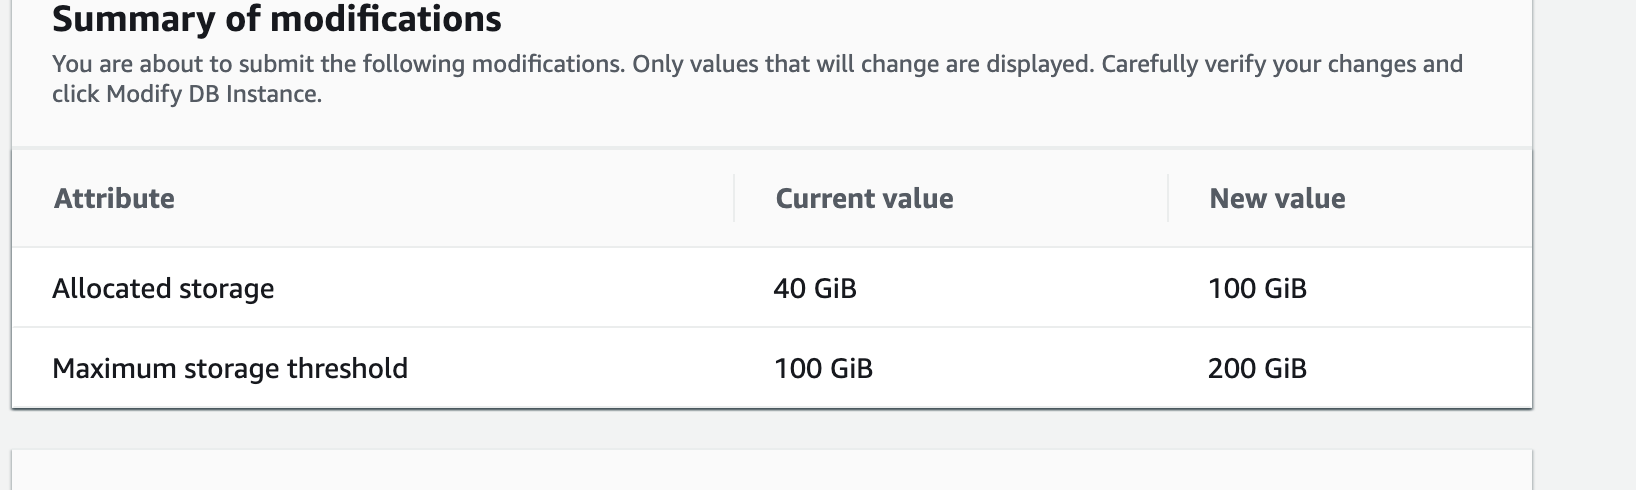 Summary of modifications
You are about to submit the following modifications. Only values that will change are displayed. Carefully verify your changes and
click Modify DB Instance.
Attribute Current value New value
Allocated storage 40 GiB 100 GiB
Maximum storage threshold 100 GiB 200 GiB